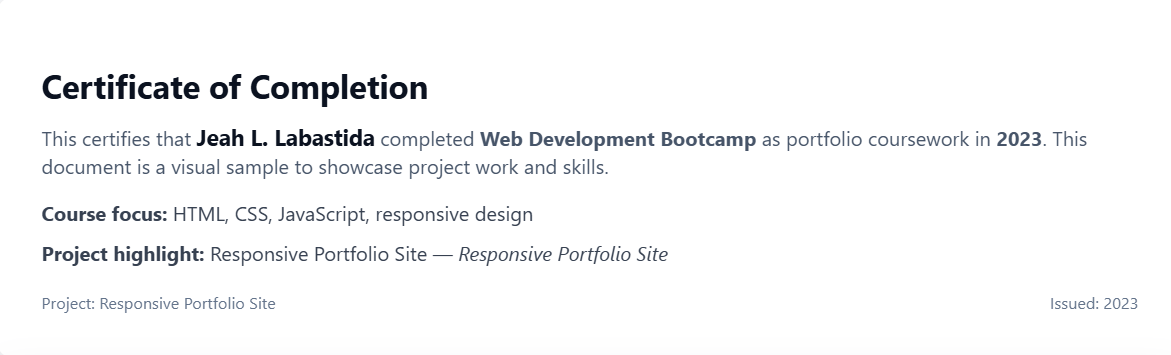 Certificate of Completion
This certifies that Jeah L. Labastida completed Web Development Bootcamp as portfolio coursework in 2023. This
document is a visual sample to showcase project work and skills.
Course focus: HTML, CSS, JavaScript, responsive design
Project highlight: Responsive Portfolio Site — Responsive Portfolio Site
Project: Responsive Portfolio Site Issued: 2023